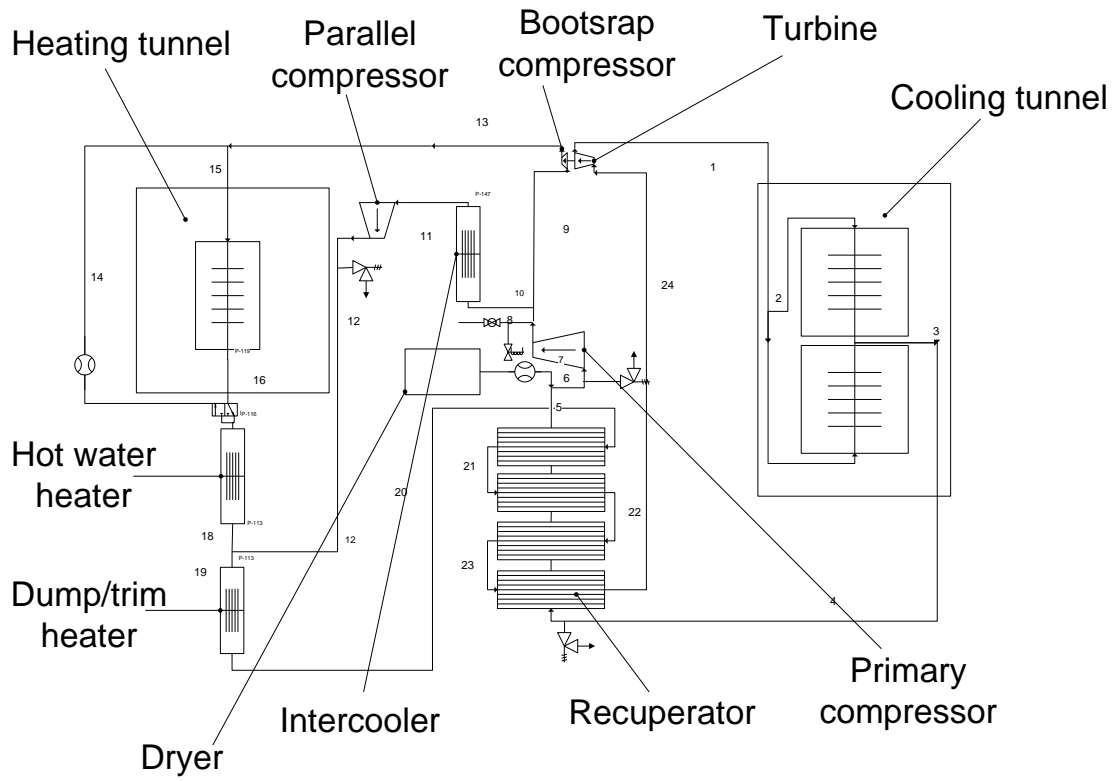 Heating tunnel
Parallel
compressor
Bootsrap
compressor
Turbine
Cooling tunnel
13
15
1
P-147
11
9
24
14
12
10
8
7
6
2
3
P-119
16
P-116
5
Hot water
heater
21
20
22
P-113
18
12
P-113
19
23
Dump/trim
heater
4
Intercooler
Recuperator
Primary
compressor
Dryer